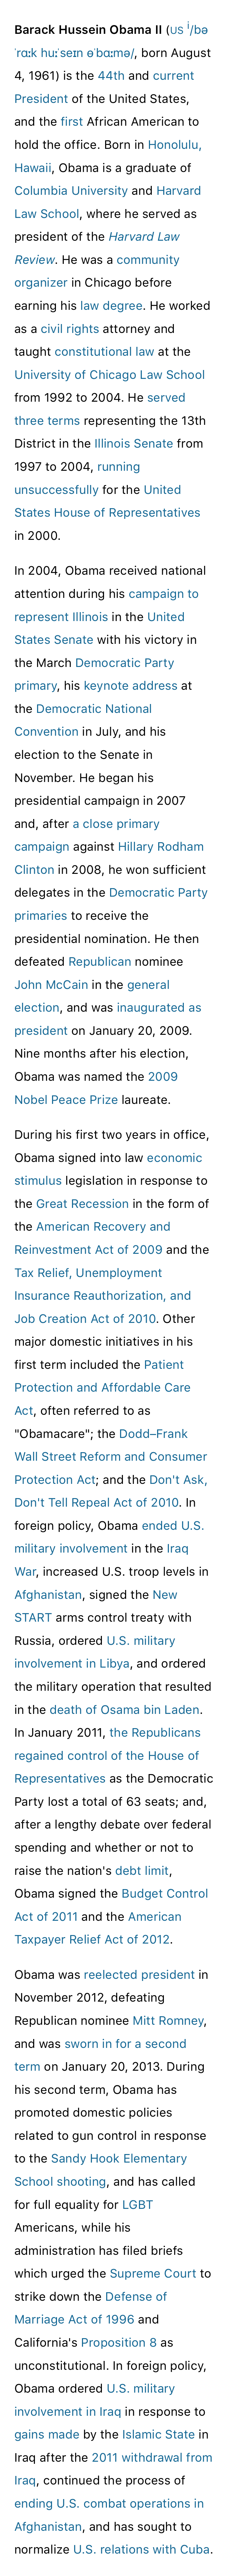 Barack Hussein Obama II (US i/bə
ˈrɑːk huːˈseɪn oʊˈbɑːmə/, born August
4, 1961) is the 44th and current
President of the United States,
and the first African American to
hold the office. Born in Honolulu,
Hawaii, Obama is a graduate of
Columbia University and Harvard
Law School, where he served as
president of the Harvard Law
Review. He was a community
organizer in Chicago before
earning his law degree. He worked
as a civil rights attorney and
taught constitutional law at the
University of Chicago Law School
from 1992 to 2004. He served
three terms representing the 13th
District in the Illinois Senate from
1997 to 2004, running
unsuccessfully for the United
States House of Representatives
in 2000.
In 2004, Obama received national
attention during his campaign to
represent Illinois in the United
States Senate with his victory in
the March Democratic Party
primary, his keynote address at
the Democratic National
Convention in July, and his
election to the Senate in
November. He began his
presidential campaign in 2007
and, after a close primary
campaign against Hillary Rodham
Clinton in 2008, he won sufficient
delegates in the Democratic Party
primaries to receive the
presidential nomination. He then
defeated Republican nominee
John McCain in the general
election, and was inaugurated as
president on January 20, 2009.
Nine months after his election,
Obama was named the 2009
Nobel Peace Prize laureate.
During his first two years in office,
Obama signed into law economic
stimulus legislation in response to
the Great Recession in the form of
the American Recovery and
Reinvestment Act of 2009 and the
Tax Relief, Unemployment
Insurance Reauthorization, and
Job Creation Act of 2010. Other
major domestic initiatives in his
first term included the Patient
Protection and Affordable Care
Act, often referred to as
"Obamacare"; the Dodd–Frank
Wall Street Reform and Consumer
Protection Act; and the Don't Ask,
Don't Tell Repeal Act of 2010. In
foreign policy, Obama ended U.S.
military involvement in the Iraq
War, increased U.S. troop levels in
Afghanistan, signed the New
START arms control treaty with
Russia, ordered U.S. military
involvement in Libya, and ordered
the military operation that resulted
in the death of Osama bin Laden.
In January 2011, the Republicans
regained control of the House of
Representatives as the Democratic
Party lost a total of 63 seats; and,
after a lengthy debate over federal
spending and whether or not to
raise the nation's debt limit,
Obama signed the Budget Control
Act of 2011 and the American
Taxpayer Relief Act of 2012.
Obama was reelected president in
November 2012, defeating
Republican nominee Mitt Romney,
and was sworn in for a second
term on January 20, 2013. During
his second term, Obama has
promoted domestic policies
related to gun control in response
to the Sandy Hook Elementary
School shooting, and has called
for full equality for LGBT
Americans, while his
administration has filed briefs
which urged the Supreme Court to
strike down the Defense of
Marriage Act of 1996 and
California's Proposition 8 as
unconstitutional. In foreign policy,
Obama ordered U.S. military
involvement in Iraq in response to
gains made by the Islamic State in
Iraq after the 2011 withdrawal from
Iraq, continued the process of
ending U.S. combat operations in
Afghanistan, and has sought to
normalize U.S. relations with Cuba.